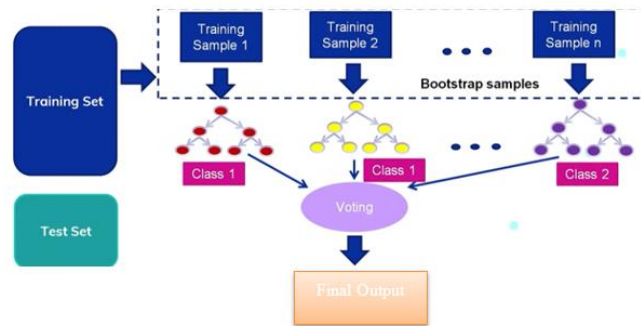 Training Set
Test Set
Training
Sample 1
Training
Sample 2
Training
Sample n
Bootstrap samples
Class 1
Class 1
Class 2
Voting
Final Output